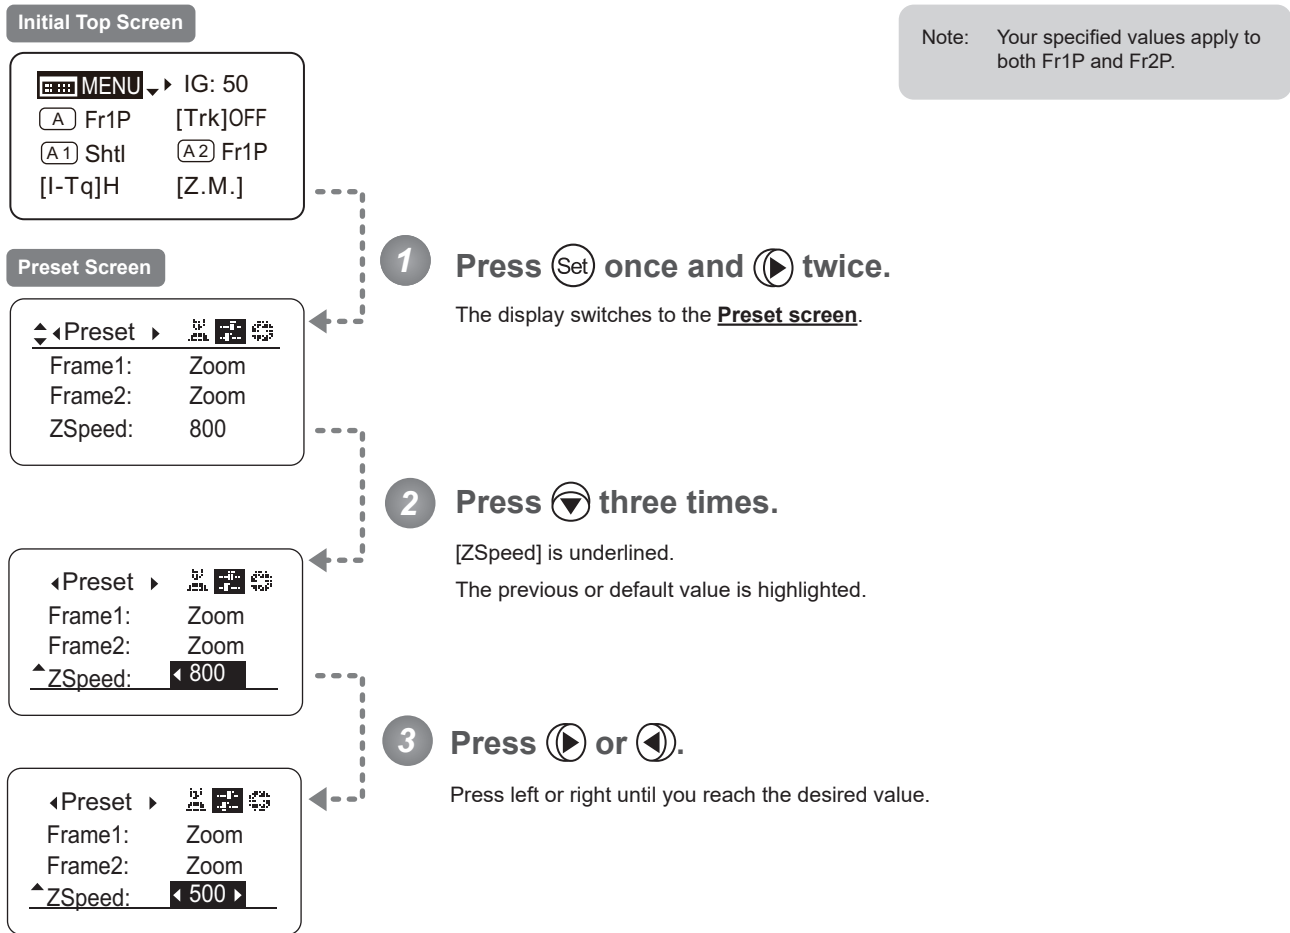 Initial Top Screen
Note: Your specified values apply to
both Fr1P and Fr2P.
MENU IG: 50
A Fr1P [Trk]OFF
A1 Shtl A2 Fr1P
[I-Tq]H [Z.M.]
1 Press Set once and twice.
The display switches to the Preset screen.
Preset Screen
Preset
Frame1: Zoom
Frame2: Zoom
ZSpeed: 800
2 Press three times.
[ZSpeed] is underlined.
The previous or default value is highlighted.
Preset
Frame1: Zoom
Frame2: Zoom
ZSpeed: 800
3 Press or .
Press left or right until you reach the desired value.
Preset
Frame1: Zoom
Frame2: Zoom
ZSpeed: 500